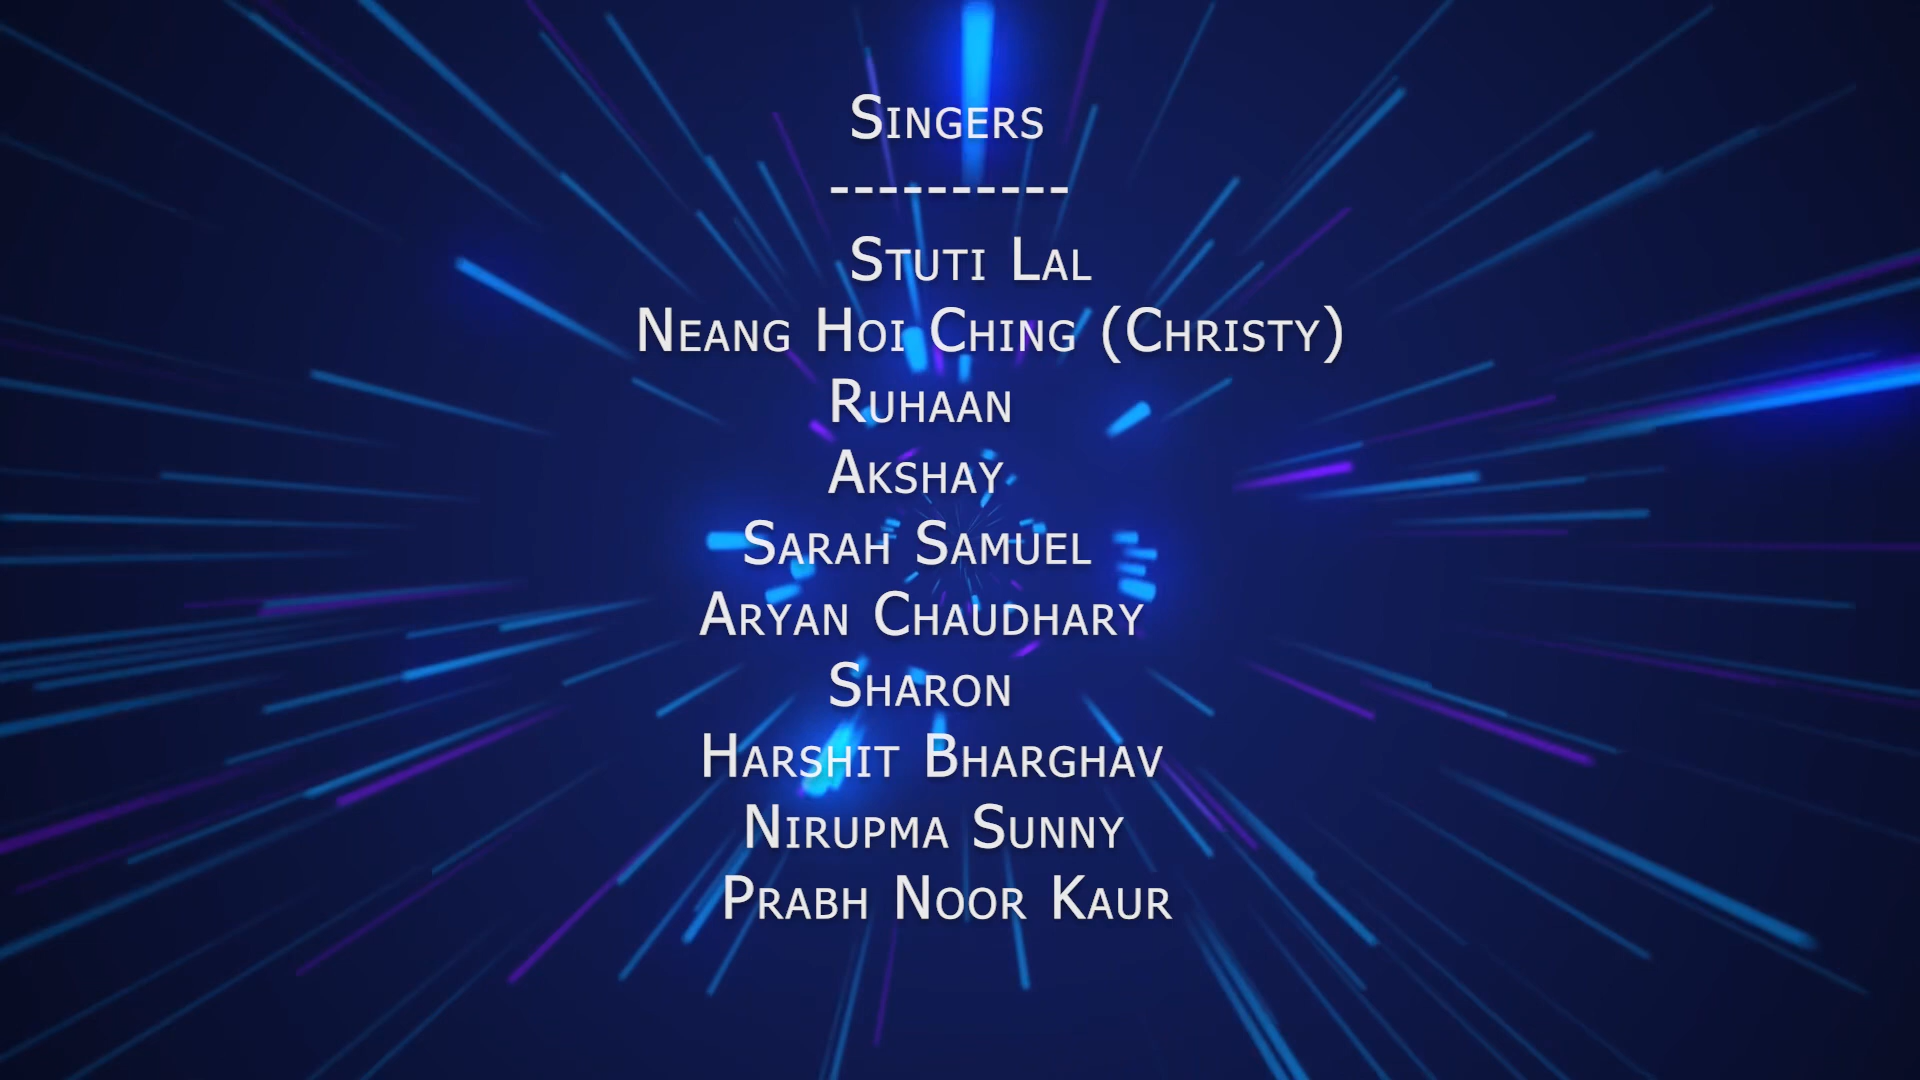 Singers
----------
Stuti Lal
Neang Hoi Ching (Christy)
Ruhaan
Akshay
Sarah Samuel
Aryan Chaudhary
Sharon
Harshit Bharghav
Nirupma Sunny
Prabh Noor Kaur